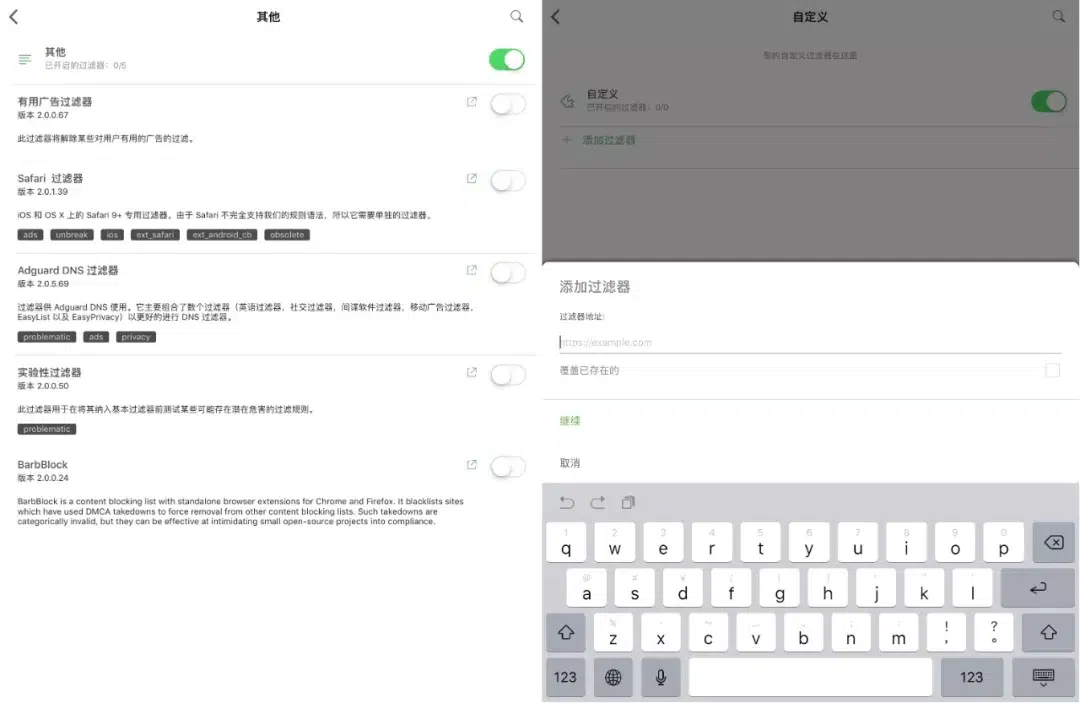 其他
其他
已开启的过滤器：0/5
有用广告过滤器
版本 2.0.0.67
此过滤器将解除某些对用户有用的广告的过滤。
Safari 过滤器
版本 2.0.1.39
iOS 和 OS X 上的 Safari 9+ 专用过滤器。由于 Safari 不完全支持我们的规则语法，所以它需要单独的过滤器。
ads unbreak ios ext_safari ext_android_cb obsolete
Adguard DNS 过滤器
版本 2.0.5.69
过滤器供 Adguard DNS 使用。它主要组合了数个过滤器（英语过滤器，社交过滤器，间谍软件过滤器，移动广告过滤器，
EasyList 以及 EasyPrivacy）以更好的进行 DNS 过滤器。
problematic ads privacy
实验性过滤器
版本 2.0.0.50
此过滤器用于在将其纳入基本过滤器前测试某些可能存在潜在危害的过滤规则。
problematic
BarbBlock
版本 2.0.0.24
BarbBlock is a content blocking list with standalone browser extensions for Chrome and Firefox. It blacklists sites
which have used DMCA takedowns to force removal from other content blocking lists. Such takedowns are
categorically invalid, but they can be effective at intimidating small open-source projects into compliance.
自定义
您的自定义过滤器在这里
自定义
已开启的过滤器：0/0
添加过滤器
添加过滤器
过滤器地址:
https://example.com
覆盖已存在的
继续
取消
1 2 3 4 5 6 7 8 9 0
q w e r t y u i o p
a s d f g h j k l
z x c v b n m ! , ? 。
123 123